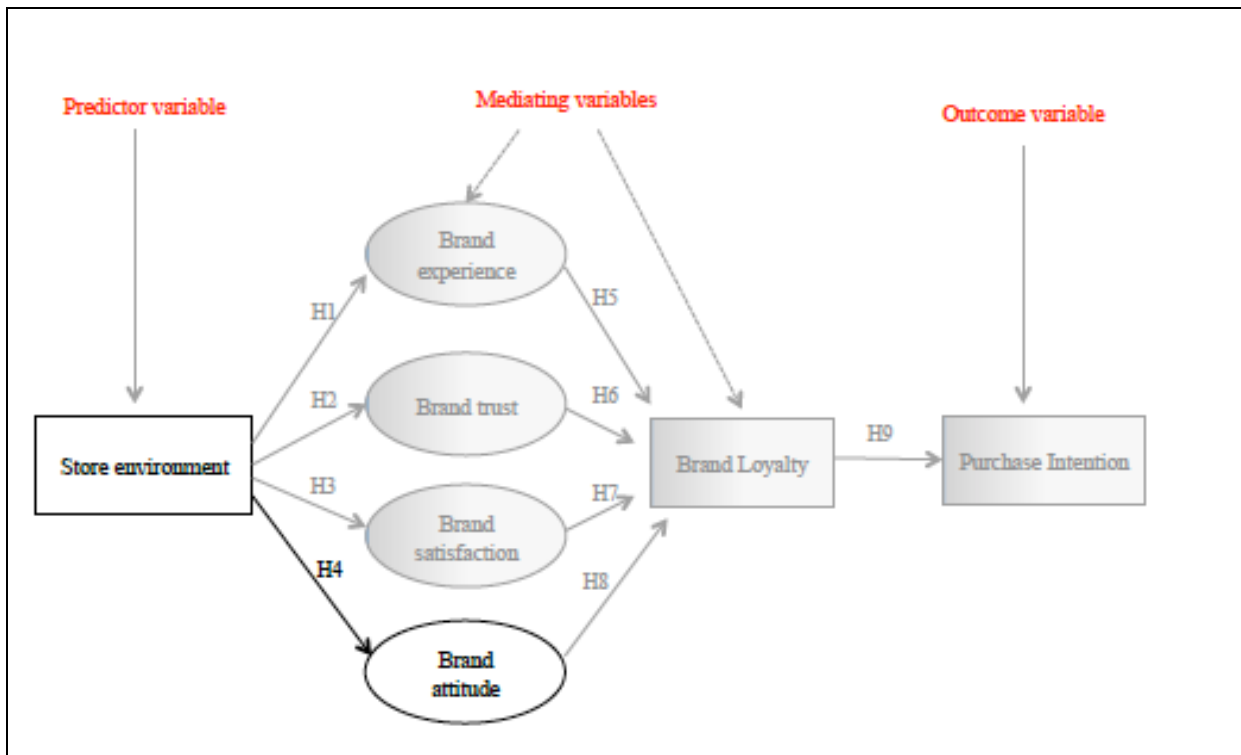 Predictor variable
Mediating variables
Outcome variable
Brand
experience
H1
H5
H2
Brand trust
H6
Store environment
H3
Brand Loyalty
H9
Purchase Intention
Brand
satisfaction
H7
H4
H8
Brand
attitude